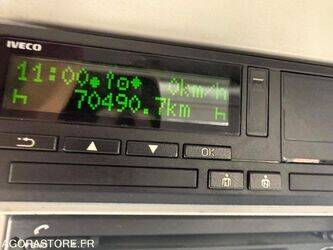 IVECO
11:00 0km/h
70490.7km
OK
AGORASTORE.FR